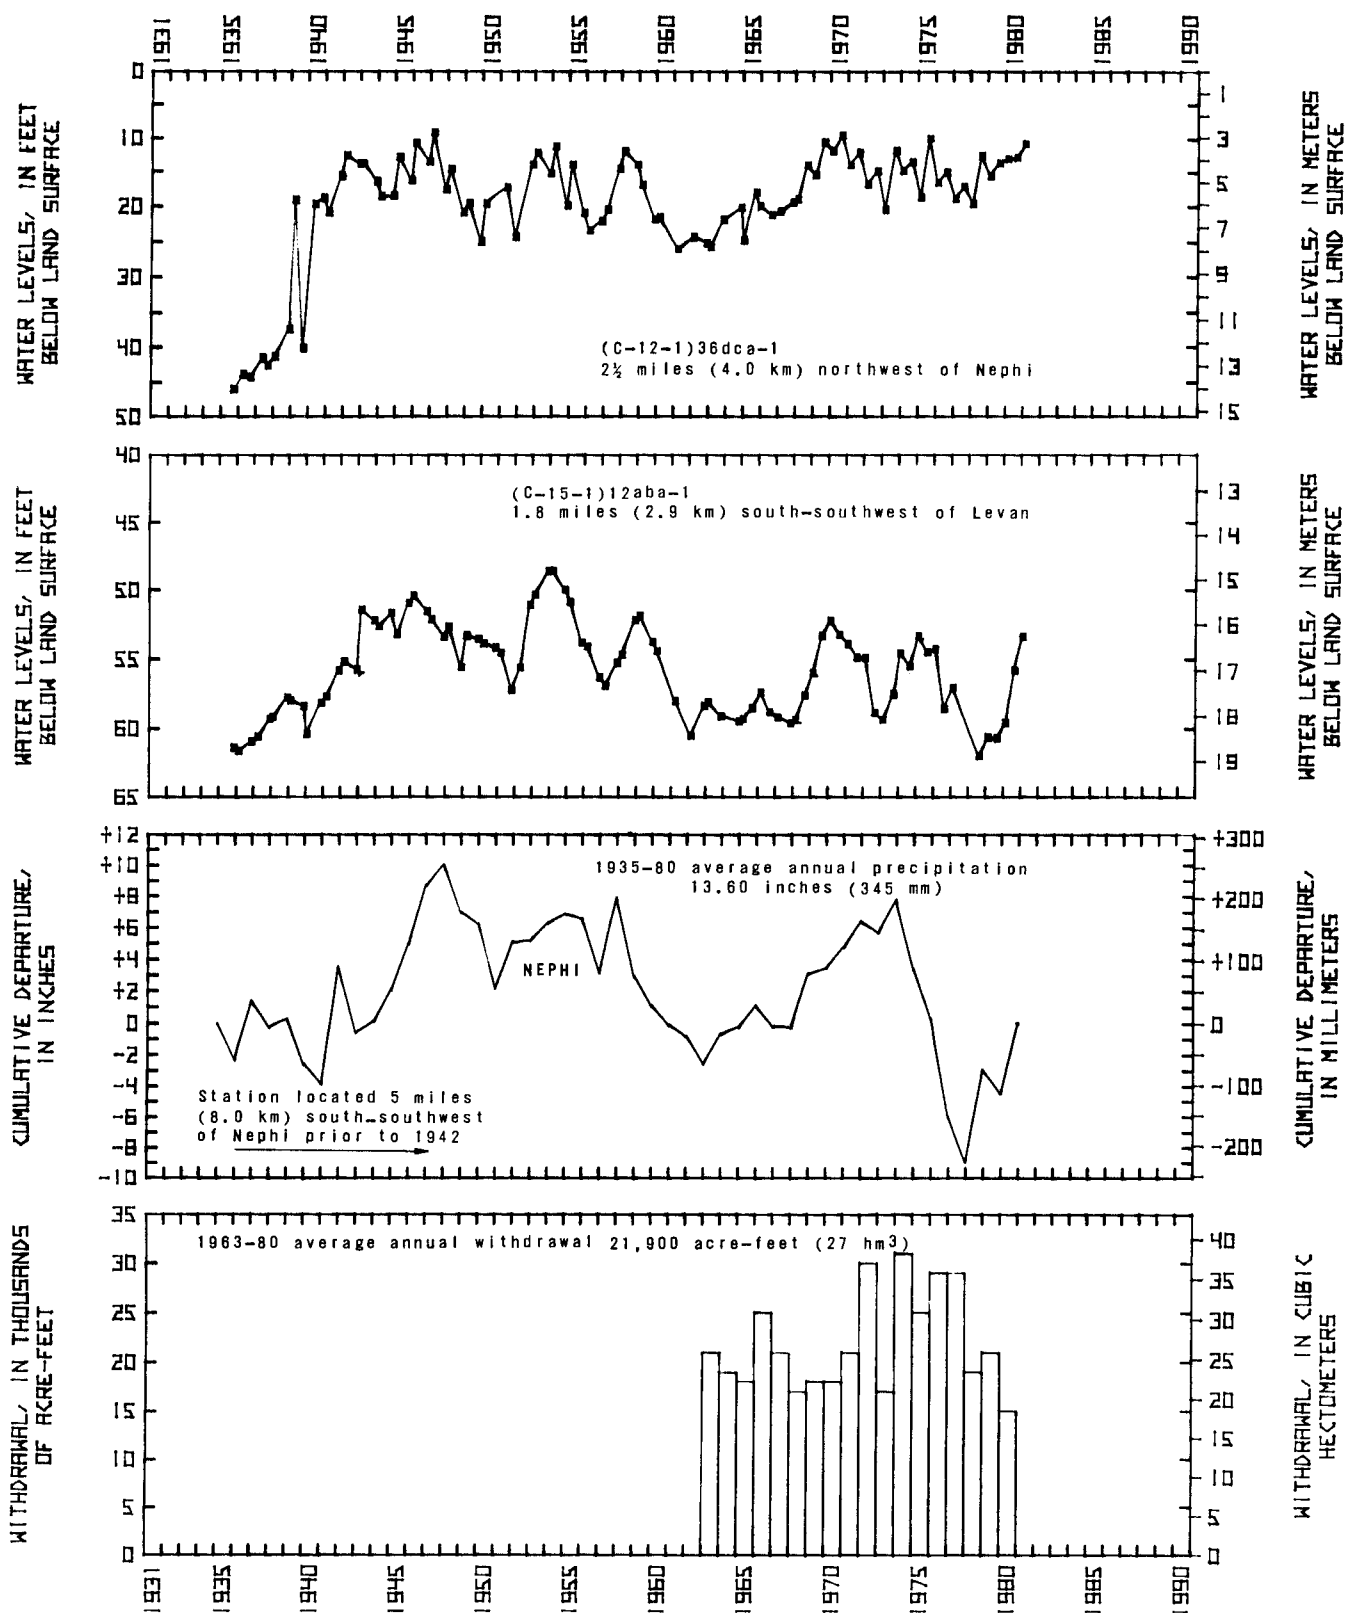 1931 1935 1940 1945 1950 1955 1960 1965 1970 1975 1980 1985 1990
WATER LEVELS, IN FEET
BELOW LAND SURFACE
0
10
20
30
40
50
1
3
5
7
9
11
13
15
WATER LEVELS, IN METERS
BELOW LAND SURFACE
(C-12-1)36dca-1
2½ miles (4.0 km) northwest of Nephi
WATER LEVELS, IN FEET
BELOW LAND SURFACE
40
45
50
55
60
65
13
14
15
16
17
18
19
WATER LEVELS, IN METERS
BELOW LAND SURFACE
(C-15-1)12aba-1
1.8 miles (2.9 km) south-southwest of Levan
CUMULATIVE DEPARTURE,
IN INCHES
+12
+10
+8
+6
+4
+2
0
-2
-4
-6
-8
-10
+300
+200
+100
0
-100
-200
CUMULATIVE DEPARTURE,
IN MILLIMETERS
1935-80 average annual precipitation
13.60 inches (345 mm)
NEPHI
Station located 5 miles
(8.0 km) south-southwest
of Nephi prior to 1942
WITHDRAWAL, IN THOUSANDS
OF ACRE-FEET
35
30
25
20
15
10
5
0
40
35
30
25
20
15
10
5
0
WITHDRAWAL, IN CUBIC
HECTOMETERS
1963-80 average annual withdrawal 21,900 acre-feet (27 hm³)
1931 1935 1940 1945 1950 1955 1960 1965 1970 1975 1980 1985 1990